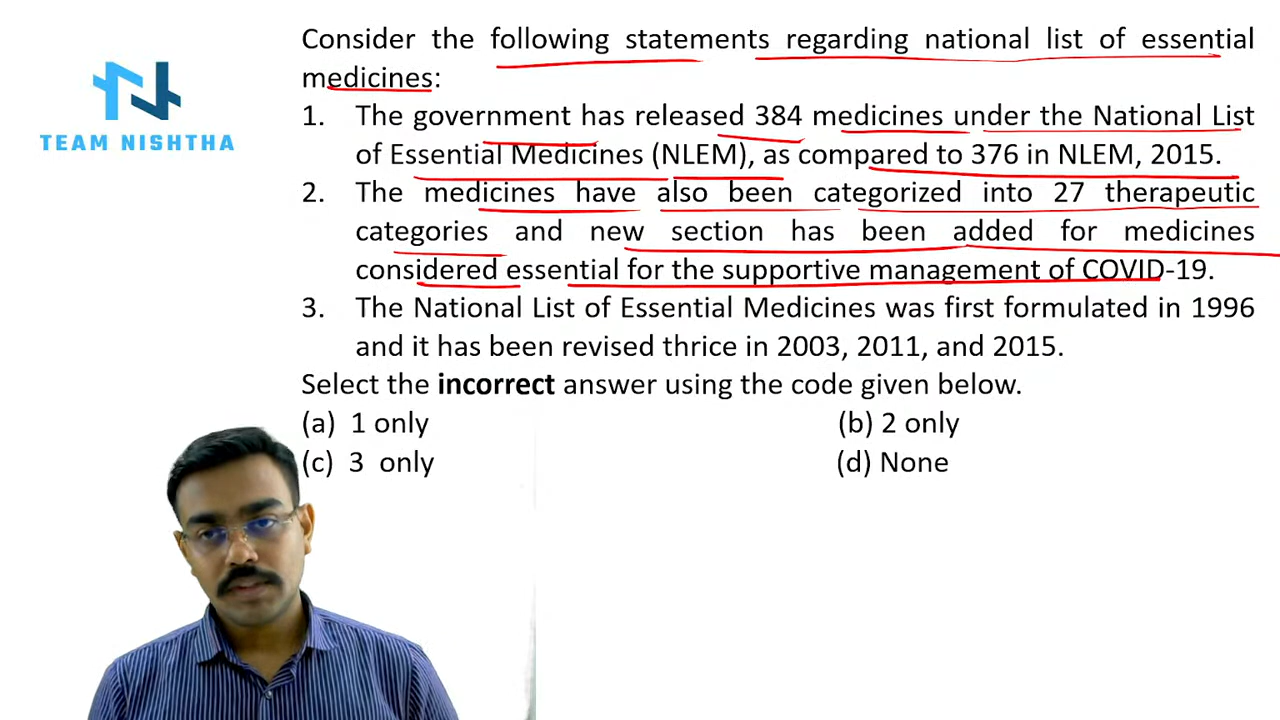 Consider the following statements regarding national list of essential
medicines:
1. The government has released 384 medicines under the National List
of Essential Medicines (NLEM), as compared to 376 in NLEM, 2015.
2. The medicines have also been categorized into 27 therapeutic
categories and new section has been added for medicines
considered essential for the supportive management of COVID-19.
3. The National List of Essential Medicines was first formulated in 1996
and it has been revised thrice in 2003, 2011, and 2015.
Select the incorrect answer using the code given below.
(a) 1 only (b) 2 only
(c) 3 only (d) None
TEAM NISHTHA